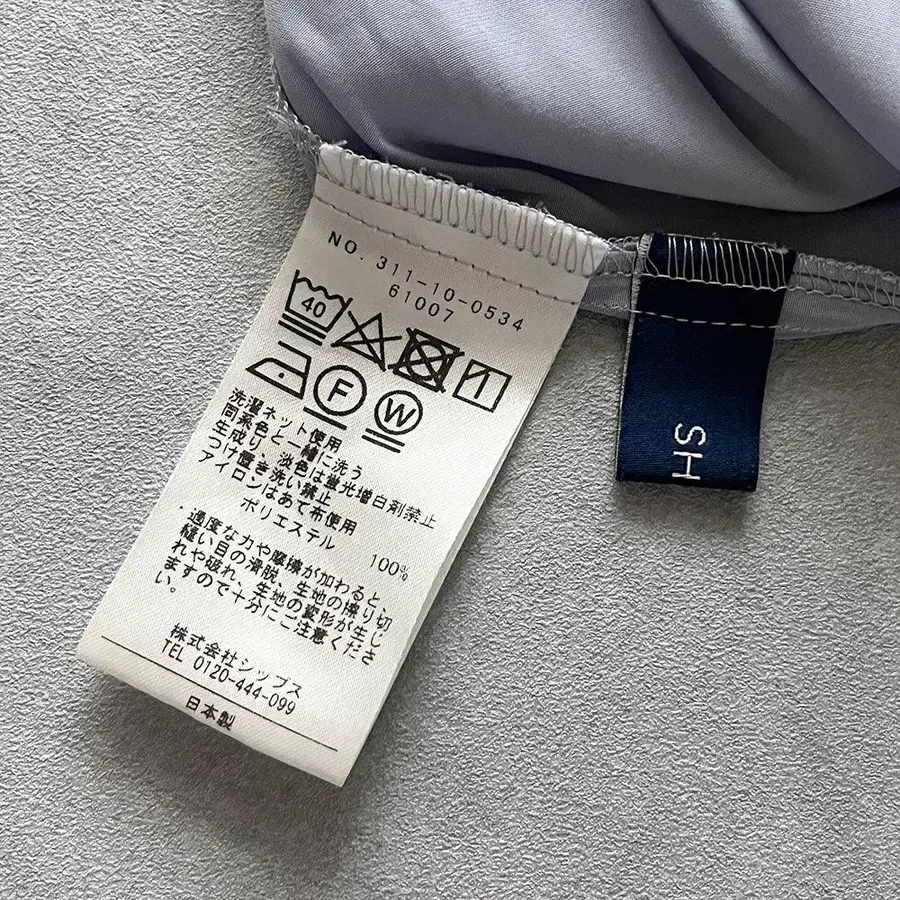 NO. 311-10-0534
61007
40
F
W
洗濯ネット使用
同系色と一緒に洗う
生成り、淡色は蛍光増白剤禁止
つけ置き洗い禁止
アイロンはあて布使用
ポリエステル 100%
・過度な力や摩擦が加わると、
縫い目の滑脱、生地の擦り切
れや破れ、生地の変形が生じ
ますので十分にご注意くださ
い。
株式会社シップス
TEL 0120-444-099
日本製
SH